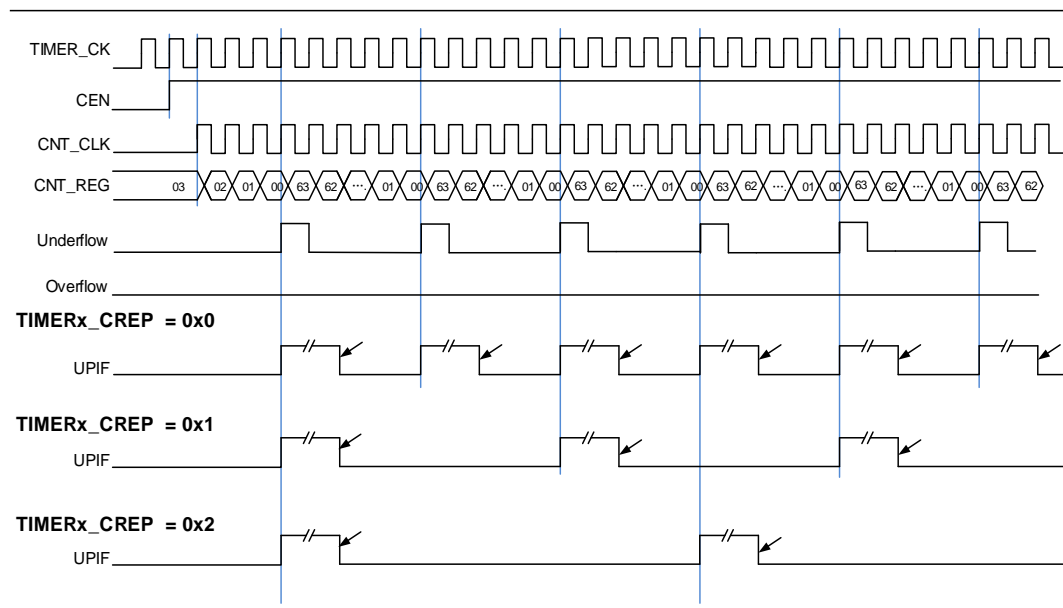 TIMER_CK
CEN
CNT_CLK
CNT_REG 03 02 01 00 63 62 .... 01 00 63 62 .... 01 00 63 62 .... 01 00 63 62 .... 01 00 63 62 .... 01 00 63 62
Underflow
Overflow
TIMERx_CREP = 0x0
UPIF
TIMERx_CREP = 0x1
UPIF
TIMERx_CREP = 0x2
UPIF